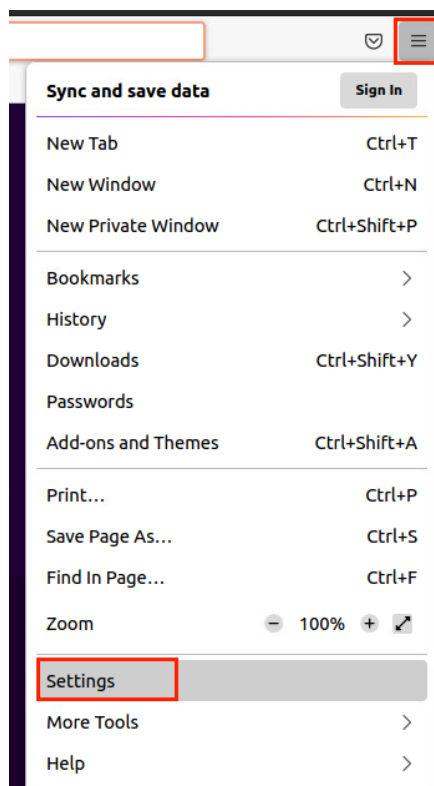 Sync and save data Sign In
New Tab Ctrl+T
New Window Ctrl+N
New Private Window Ctrl+Shift+P
Bookmarks
History
Downloads Ctrl+Shift+Y
Passwords
Add-ons and Themes Ctrl+Shift+A
Print... Ctrl+P
Save Page As... Ctrl+S
Find In Page... Ctrl+F
Zoom − 100% +
Settings
More Tools
Help